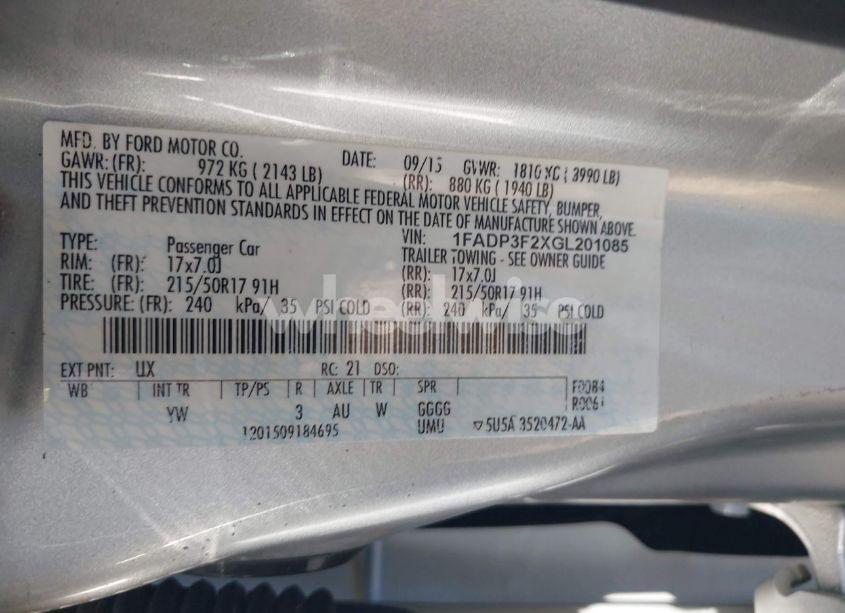 MFD. BY FORD MOTOR CO. DATE: 09/15 GVWR: 1810 KG ( 3990 LB)
GAWR: (FR): 972 KG ( 2143 LB) (RR): 880 KG ( 1940 LB)
THIS VEHICLE CONFORMS TO ALL APPLICABLE FEDERAL MOTOR VEHICLE SAFETY, BUMPER,
AND THEFT PREVENTION STANDARDS IN EFFECT ON THE DATE OF MANUFACTURE SHOWN ABOVE.
VIN: 1FADP3F2XGL201085
TYPE: Passenger Car TRAILER TOWING - SEE OWNER GUIDE
RIM: (FR): 17x7.0J (RR): 17x7.0J
TIRE: (FR): 215/50R17 91H (RR): 215/50R17 91H
PRESSURE: (FR): 240 kPa/ 35 PSI COLD (RR): 240 kPa/ 35 PSI COLD
wheelwire
EXT PNT: UX RC: 21 DSO:
WB INT TR TP/PS R AXLE TR SPR F0084
YW 3 AU W GGGG R0061
1201509184695 UMU ▽5U5A 3520472-AA